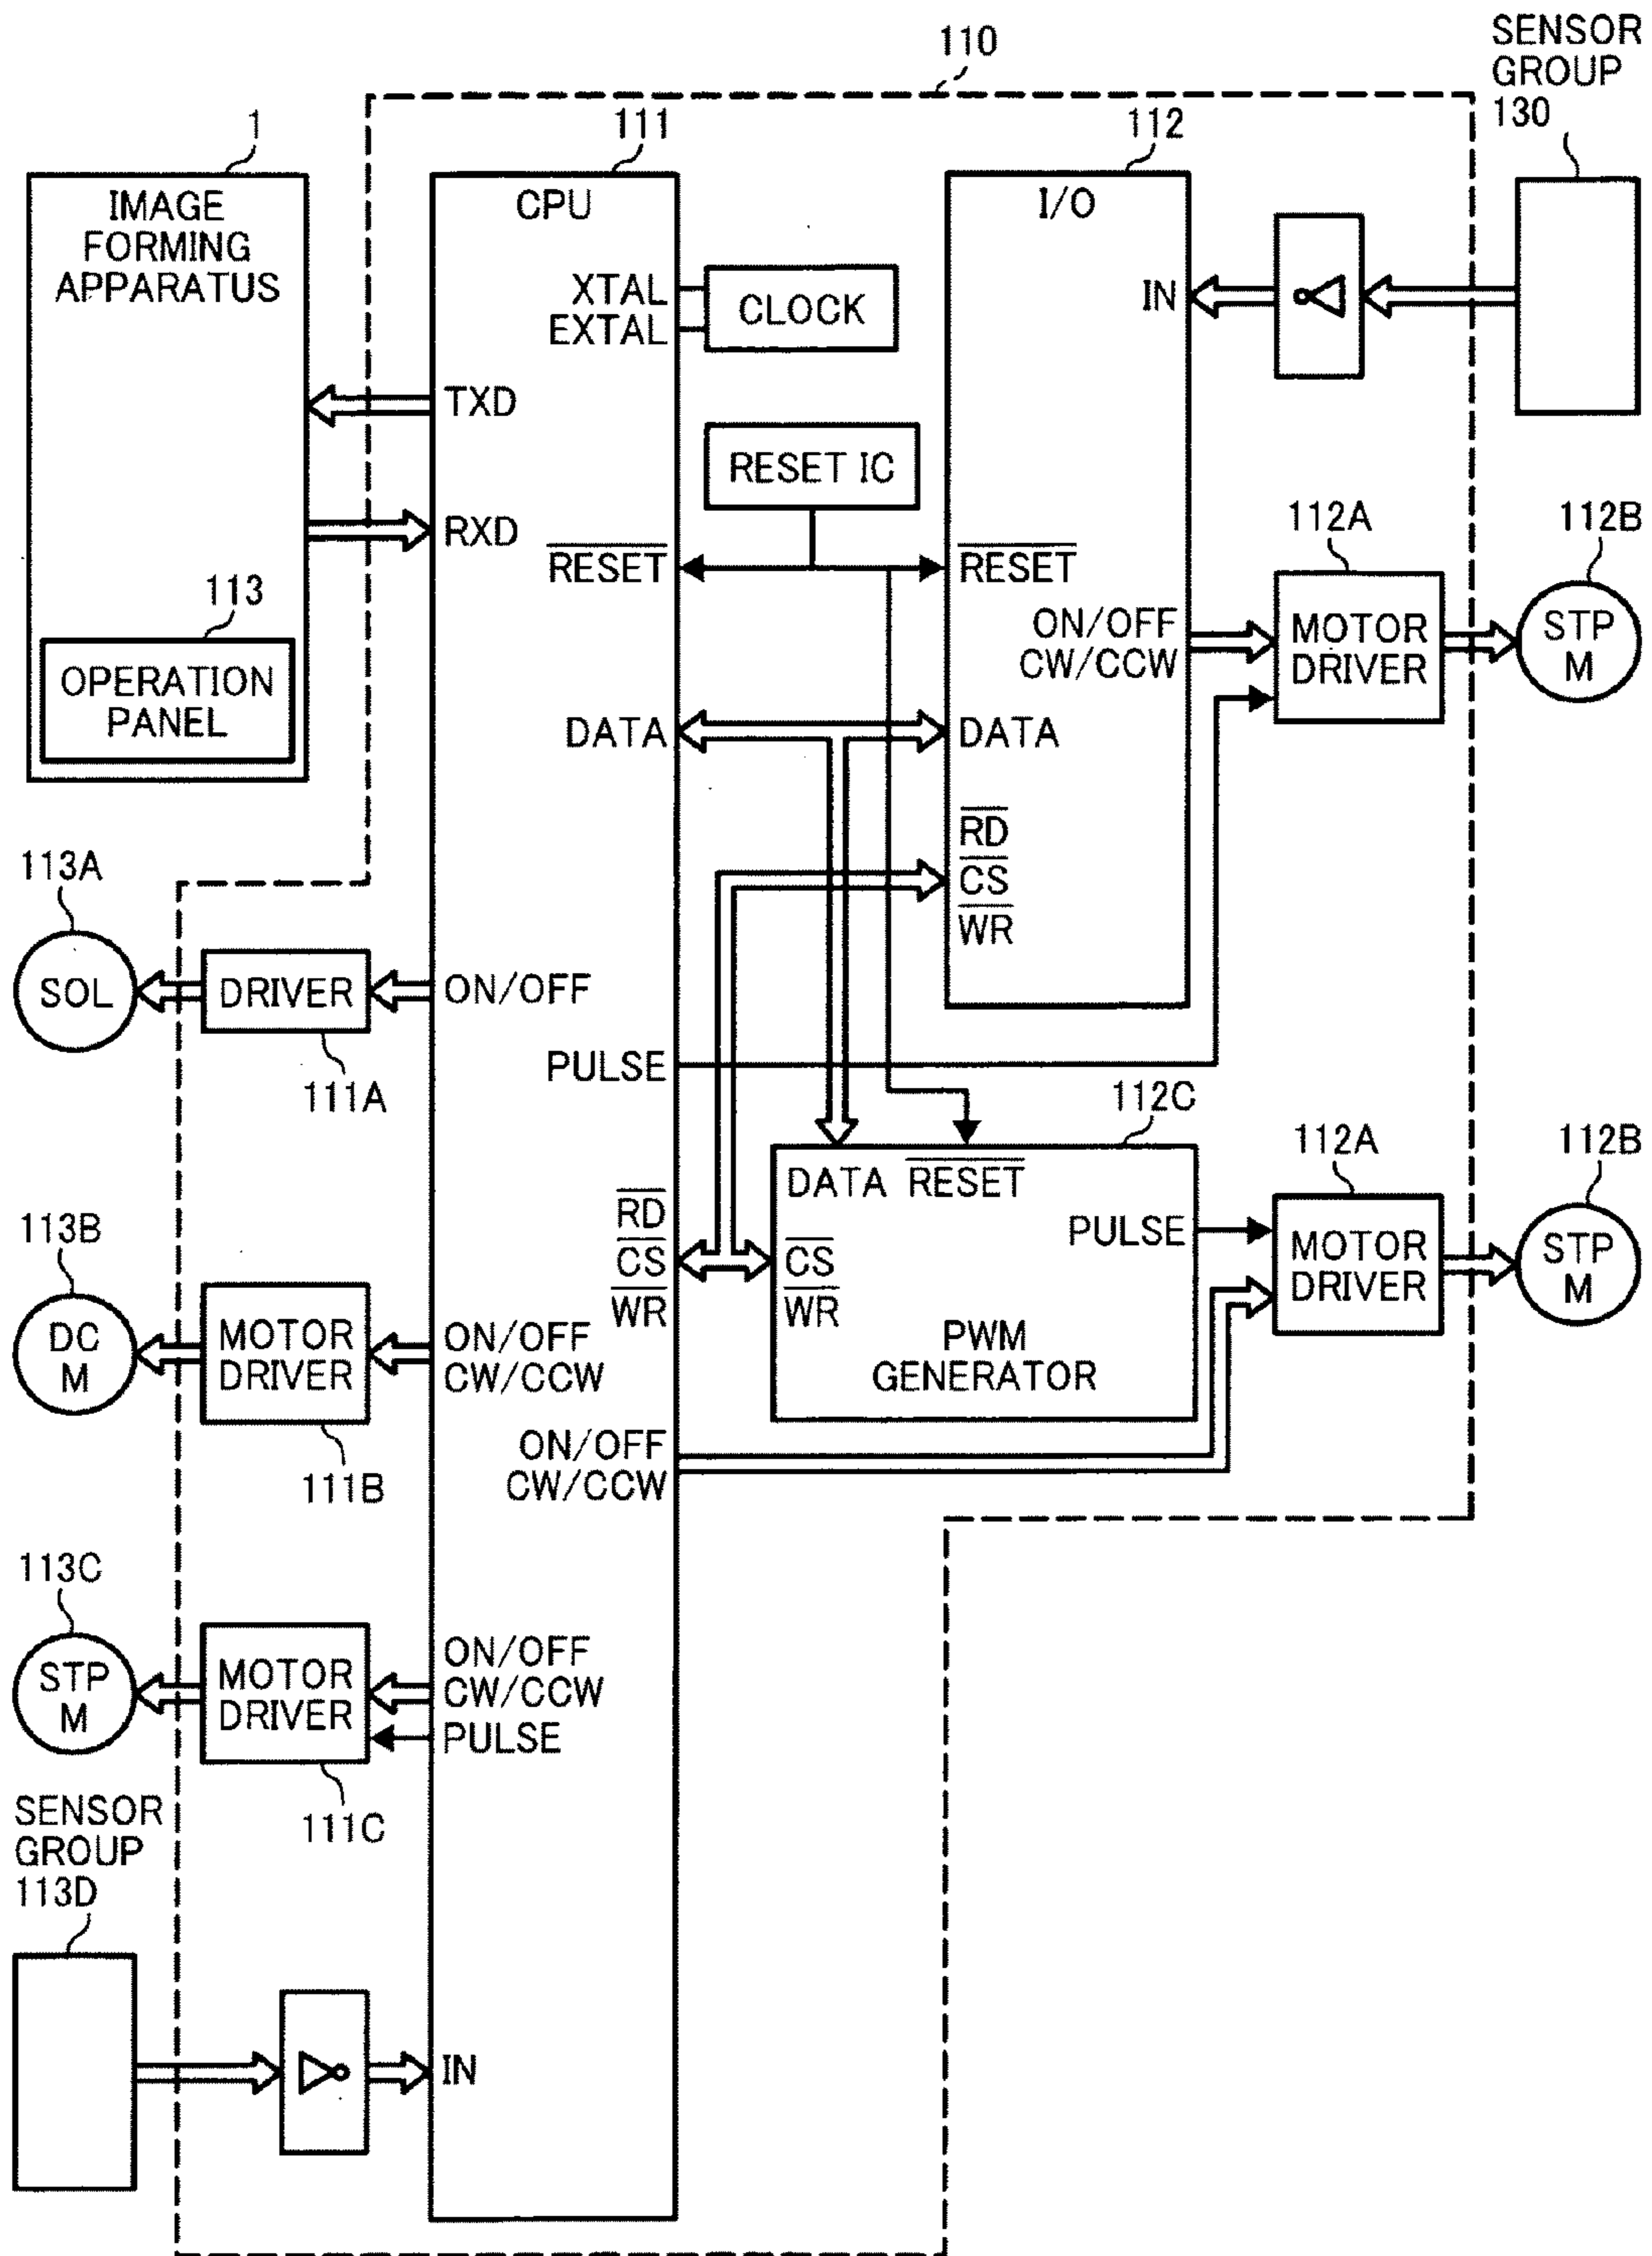 110
SENSOR
GROUP
130
1
111
112
IMAGE
FORMING
APPARATUS
CPU
I/O
XTAL
EXTAL
CLOCK
IN
TXD
RESET IC
RXD
RESET
RESET
112A
112B
113
ON/OFF
CW/CCW
MOTOR
DRIVER
STP
M
OPERATION
PANEL
DATA
DATA
RD
CS
WR
113A
SOL
DRIVER
ON/OFF
111A
PULSE
112C
112A
112B
DATA RESET
PULSE
MOTOR
DRIVER
STP
M
RD
CS
WR
CS
WR
PWM
GENERATOR
113B
DC
M
MOTOR
DRIVER
ON/OFF
CW/CCW
111B
ON/OFF
CW/CCW
113C
STP
M
MOTOR
DRIVER
ON/OFF
CW/CCW
PULSE
111C
SENSOR
GROUP
113D
IN